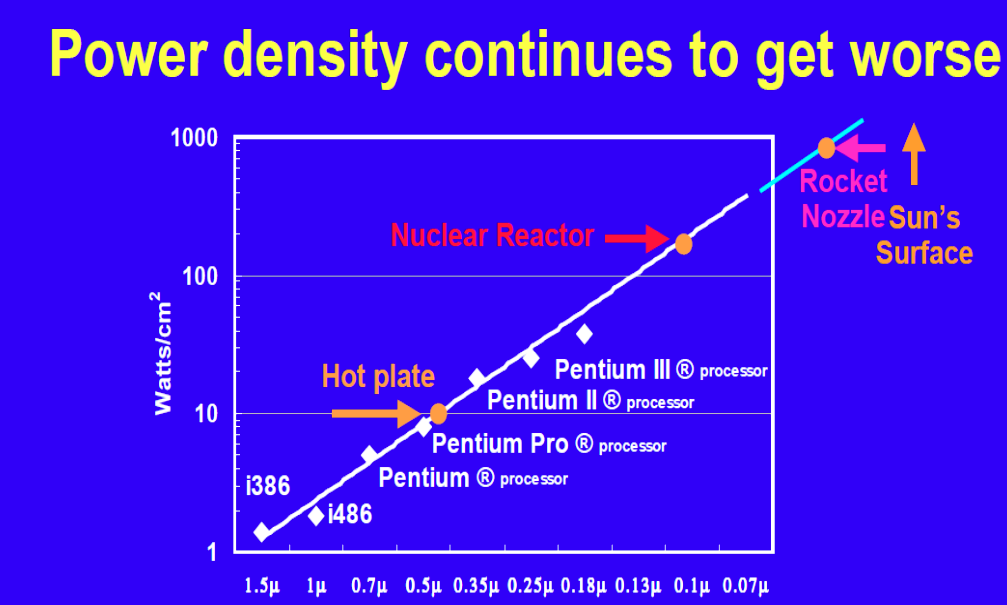 Power density continues to get worse
1000
Rocket
Nozzle
Sun's
Surface
Nuclear Reactor
100
Watts/cm²
Hot plate
Pentium III ® processor
Pentium II ® processor
10
Pentium Pro ® processor
Pentium ® processor
i386
i486
1
1.5µ 1µ 0.7µ 0.5µ 0.35µ 0.25µ 0.18µ 0.13µ 0.1µ 0.07µ